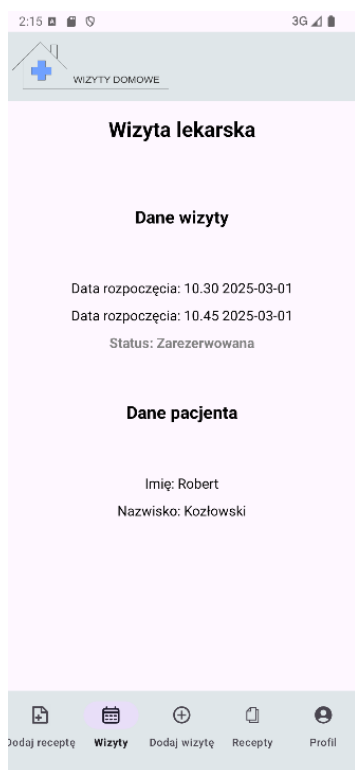 2:15
3G
WIZYTY DOMOWE
Wizyta lekarska
Dane wizyty
Data rozpoczęcia: 10.30 2025-03-01
Data rozpoczęcia: 10.45 2025-03-01
Status: Zarezerwowana
Dane pacjenta
Imię: Robert
Nazwisko: Kozłowski
Dodaj receptę
Wizyty
Dodaj wizytę
Recepty
Profil